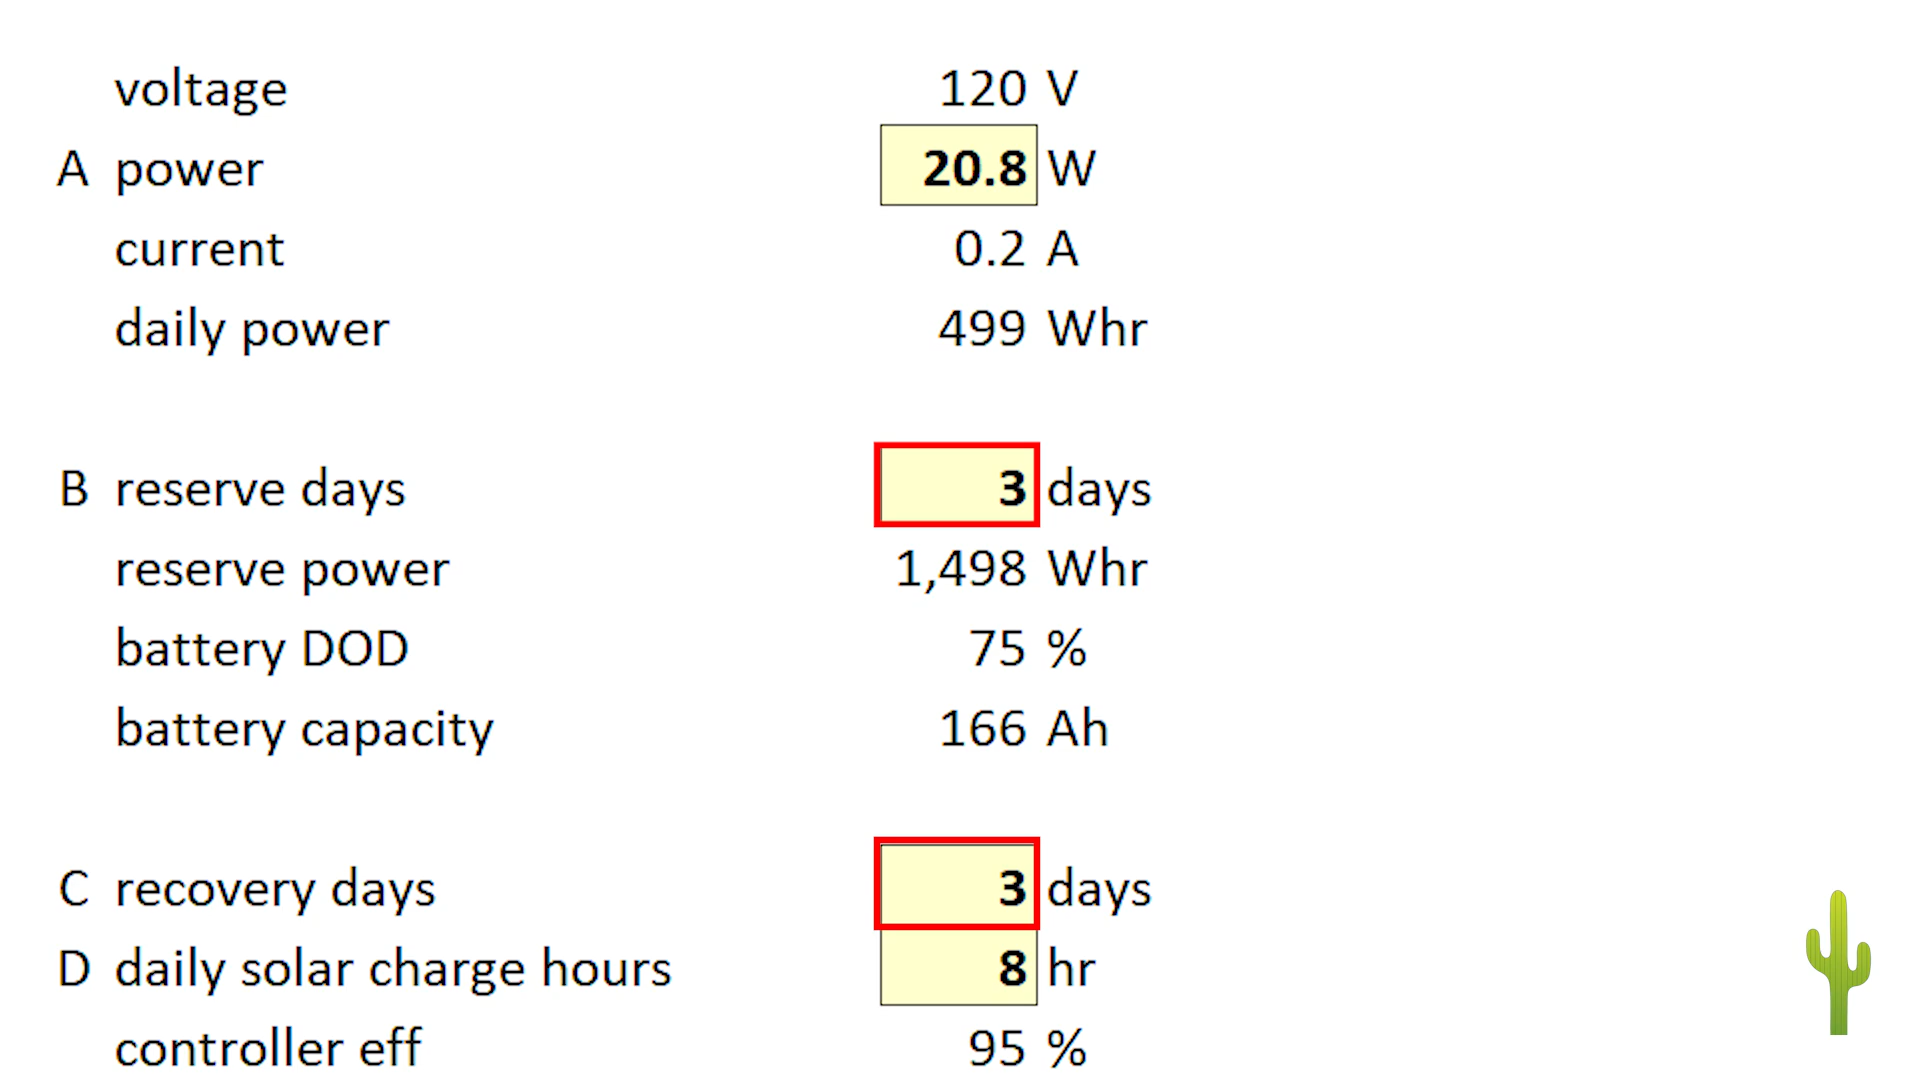 voltage 120 V
A power 20.8 W
current 0.2 A
daily power 499 Whr
B reserve days 3 days
reserve power 1,498 Whr
battery DOD 75 %
battery capacity 166 Ah
C recovery days 3 days
D daily solar charge hours 8 hr
controller eff 95 %